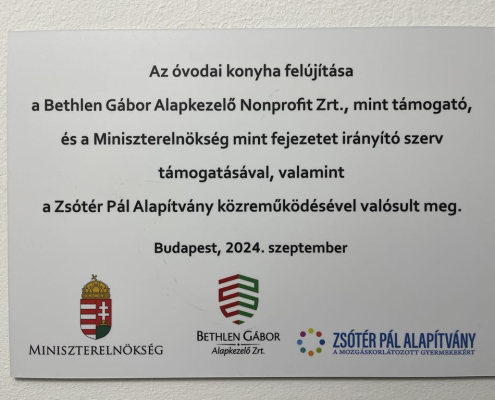 Az óvodai konyha felújítása
a Bethlen Gábor Alapkezelő Nonprofit Zrt., mint támogató,
és a Miniszterelnökség mint fejezetet irányító szerv
támogatásával, valamint
a Zsótér Pál Alapítvány közreműködésével valósult meg.
Budapest, 2024. szeptember
MINISZTERELNÖKSÉG
BETHLEN GÁBOR
Alapkezelő Zrt.
ZSÓTÉR PÁL ALAPÍTVÁNY
A MOZGÁSKORLÁTOZOTT GYERMEKEKÉRT